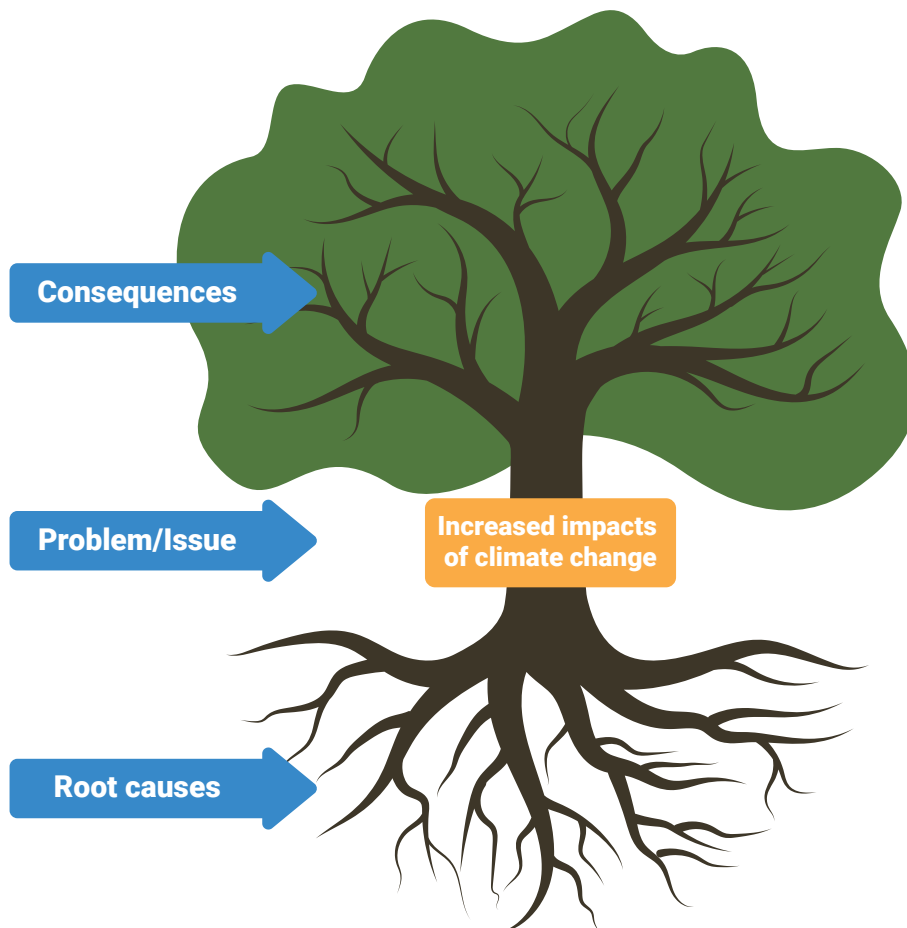 Consequences
Problem/Issue
Increased impacts
of climate change
Root causes